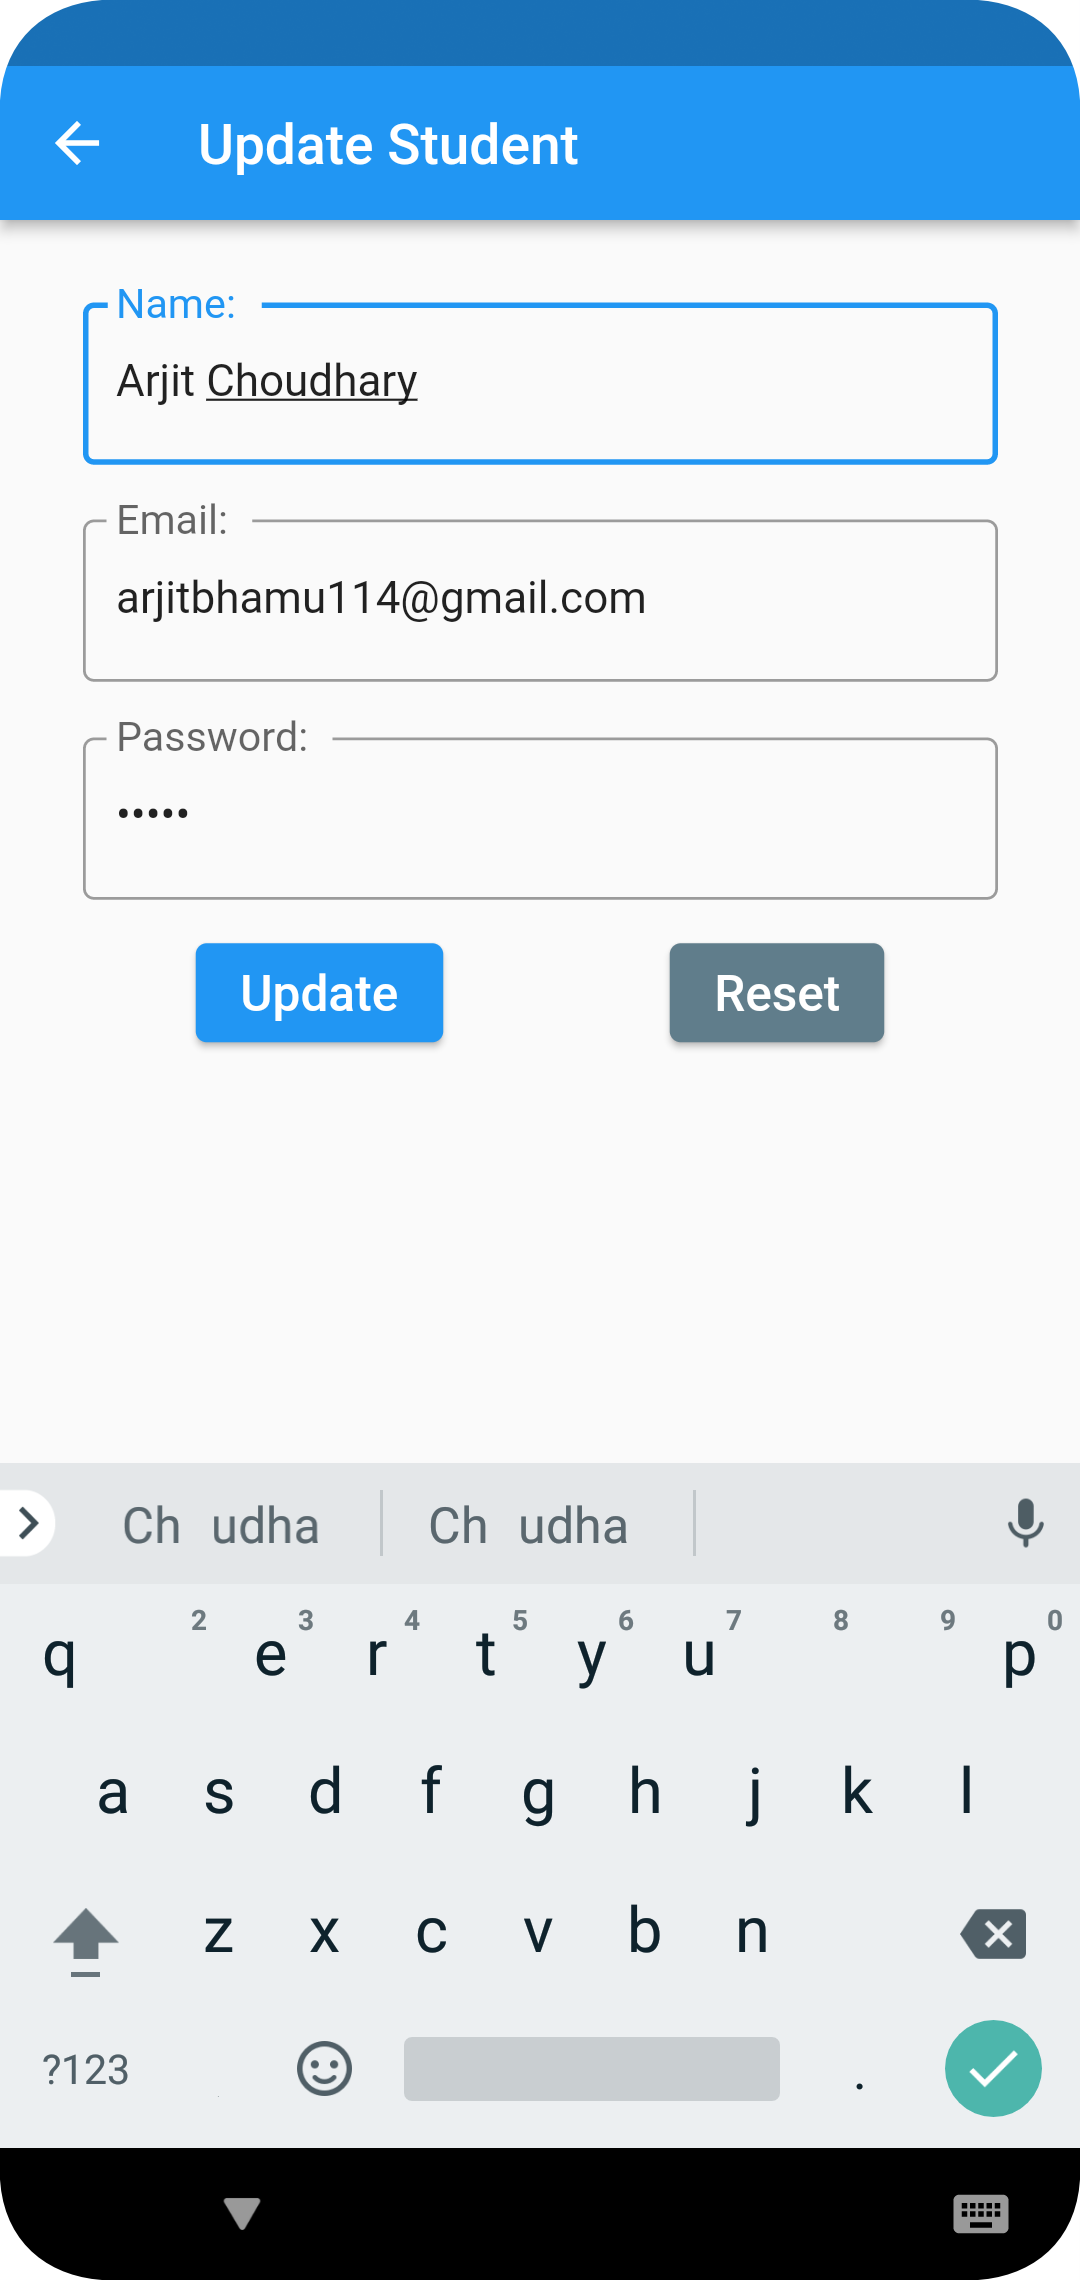 Update Student
Name:
Arjit Choudhary
Email:
arjitbhamu114@gmail.com
Password:
•••••
Update Reset
Ch udha Ch udha
2 3 4 5 6 7 8 9 0
q e r t y u p
a s d f g h j k l
z x c v b n
?123 .